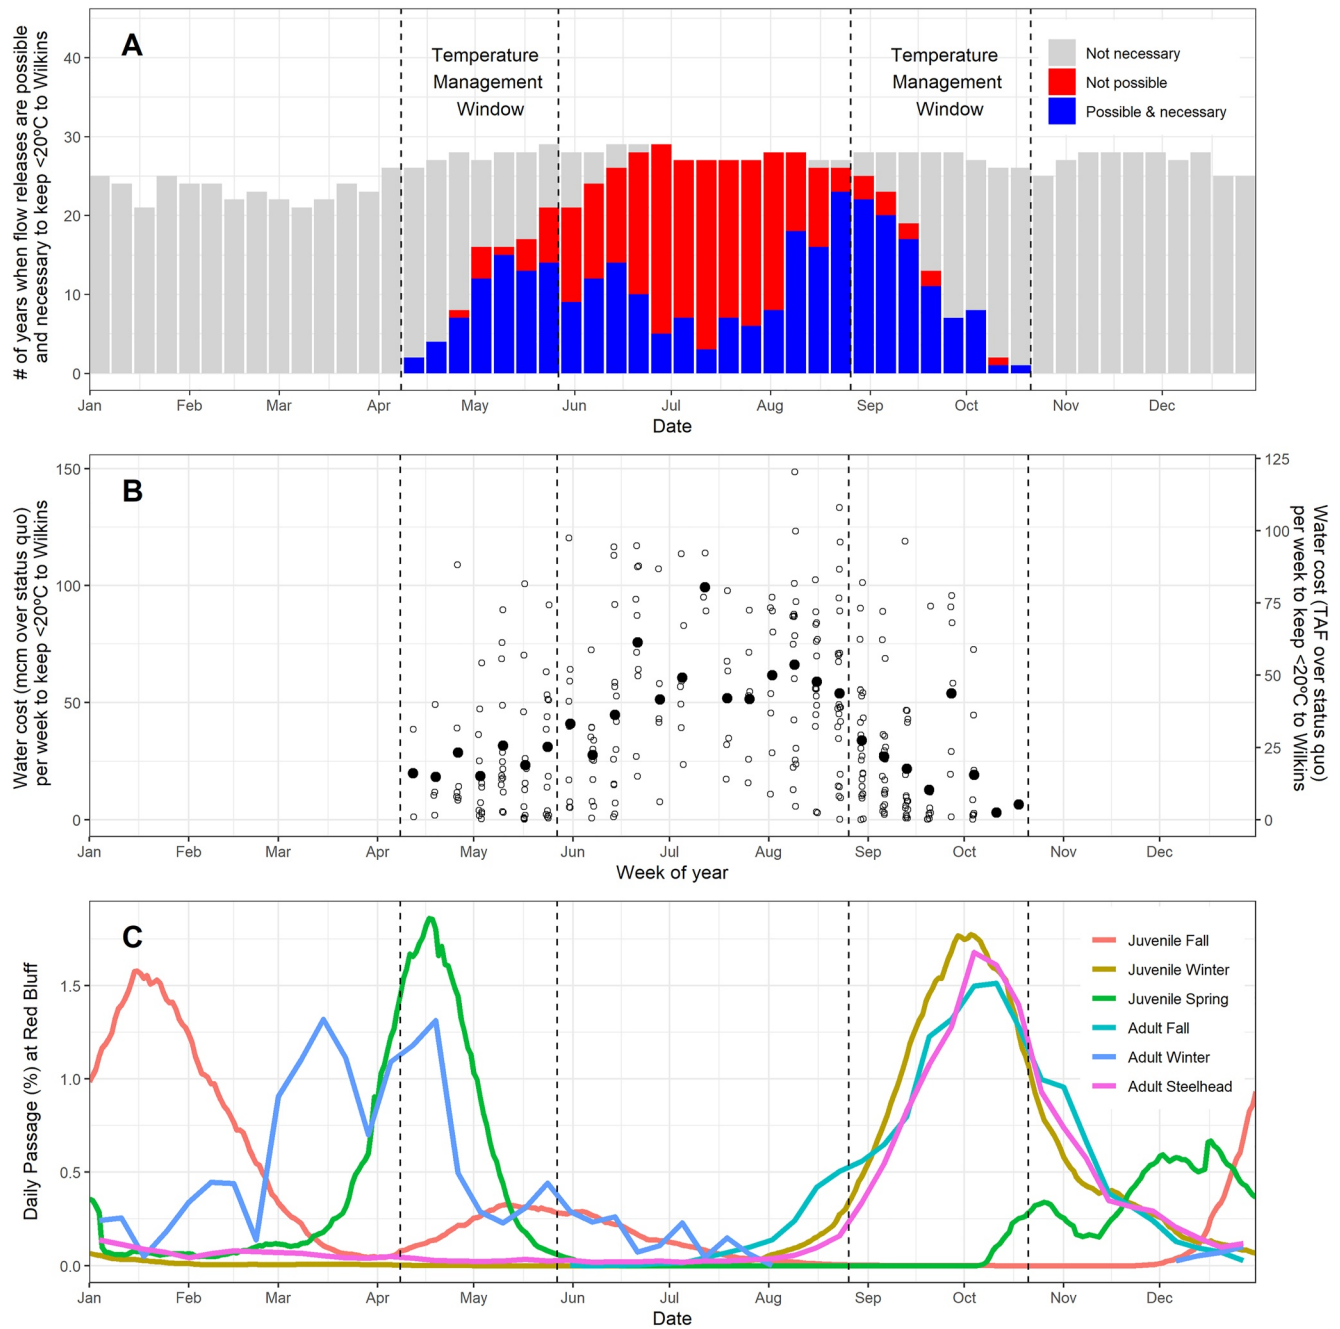 A
# of years when flow releases are possible
and necessary to keep <20ºC to Wilkins
40
30
20
10
0
Temperature
Management
Window
Temperature
Management
Window
Not necessary
Not possible
Possible & necessary
Jan Feb Mar Apr May Jun Jul Aug Sep Oct Nov Dec
Date
B
Water cost (mcm over status quo)
per week to keep <20ºC to Wilkins
150
100
50
0
125
100
75
50
25
0
Water cost (TAF over status quo)
per week to keep <20ºC to Wilkins
Jan Feb Mar Apr May Jun Jul Aug Sep Oct Nov Dec
Week of year
C
Daily Passage (%) at Red Bluff
1.5
1.0
0.5
0.0
Juvenile Fall
Juvenile Winter
Juvenile Spring
Adult Fall
Adult Winter
Adult Steelhead
Jan Feb Mar Apr May Jun Jul Aug Sep Oct Nov Dec
Date